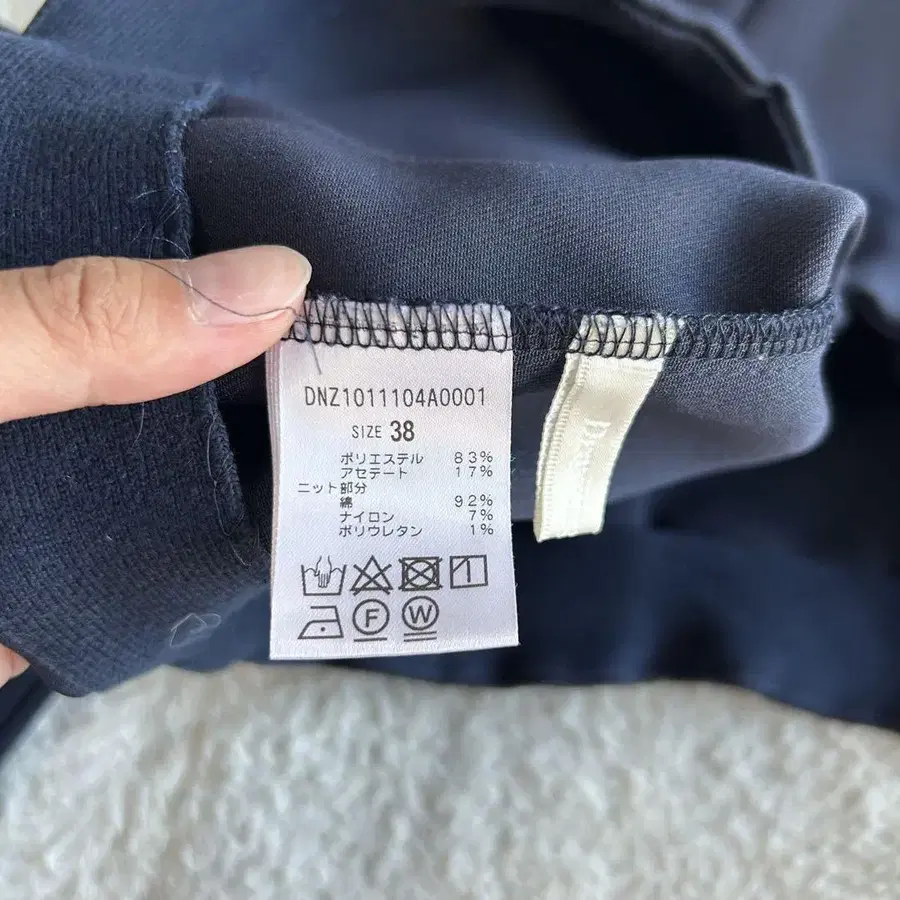 DNZ1011104A0001
SIZE 38
ポリエステル 83%
アセテート 17%
ニット部分
綿 92%
ナイロン 7%
ポリウレタン 1%
F W